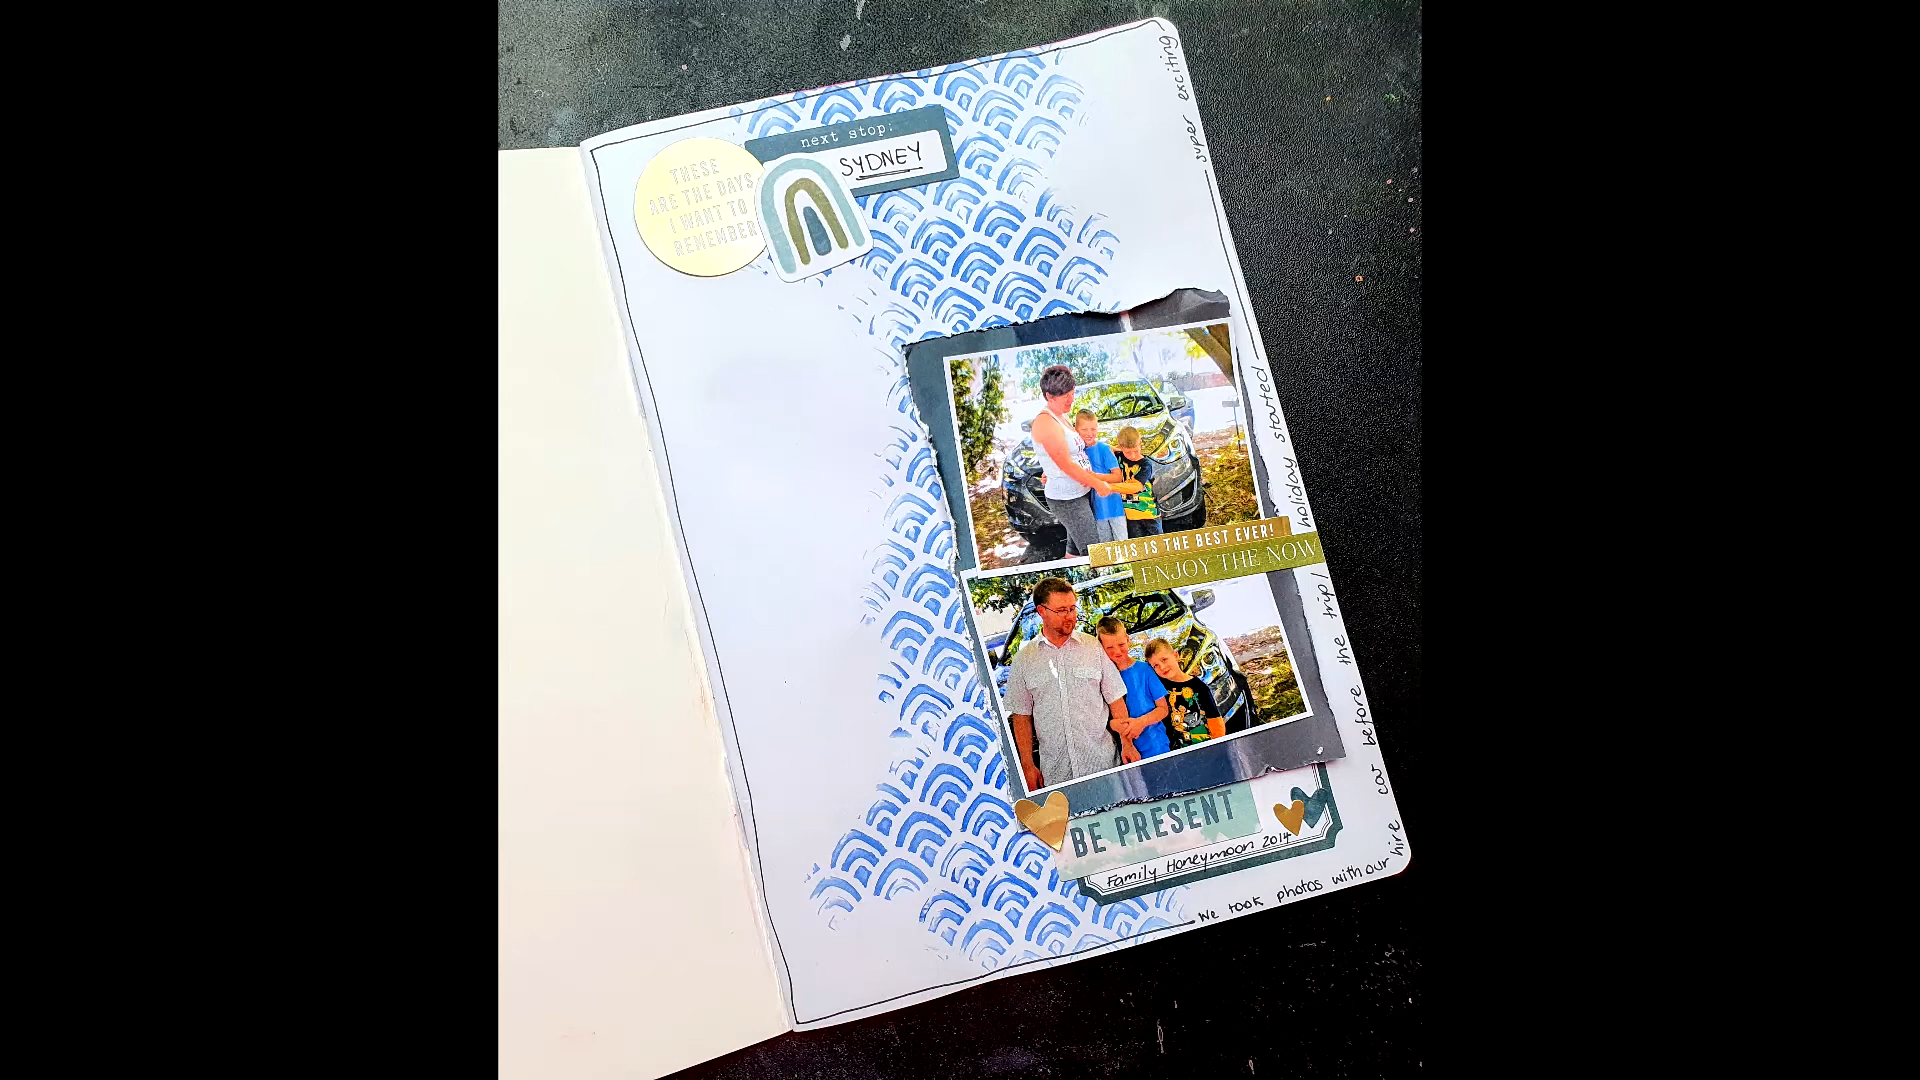 next stop:
SYDNEY
THESE
ARE THE DAYS
I WANT TO
REMEMBER
THIS IS THE BEST EVER!
ENJOY THE NOW
BE PRESENT
Family Honeymoon 2014
We took photos with our hire car before the trip / holiday started - super exciting